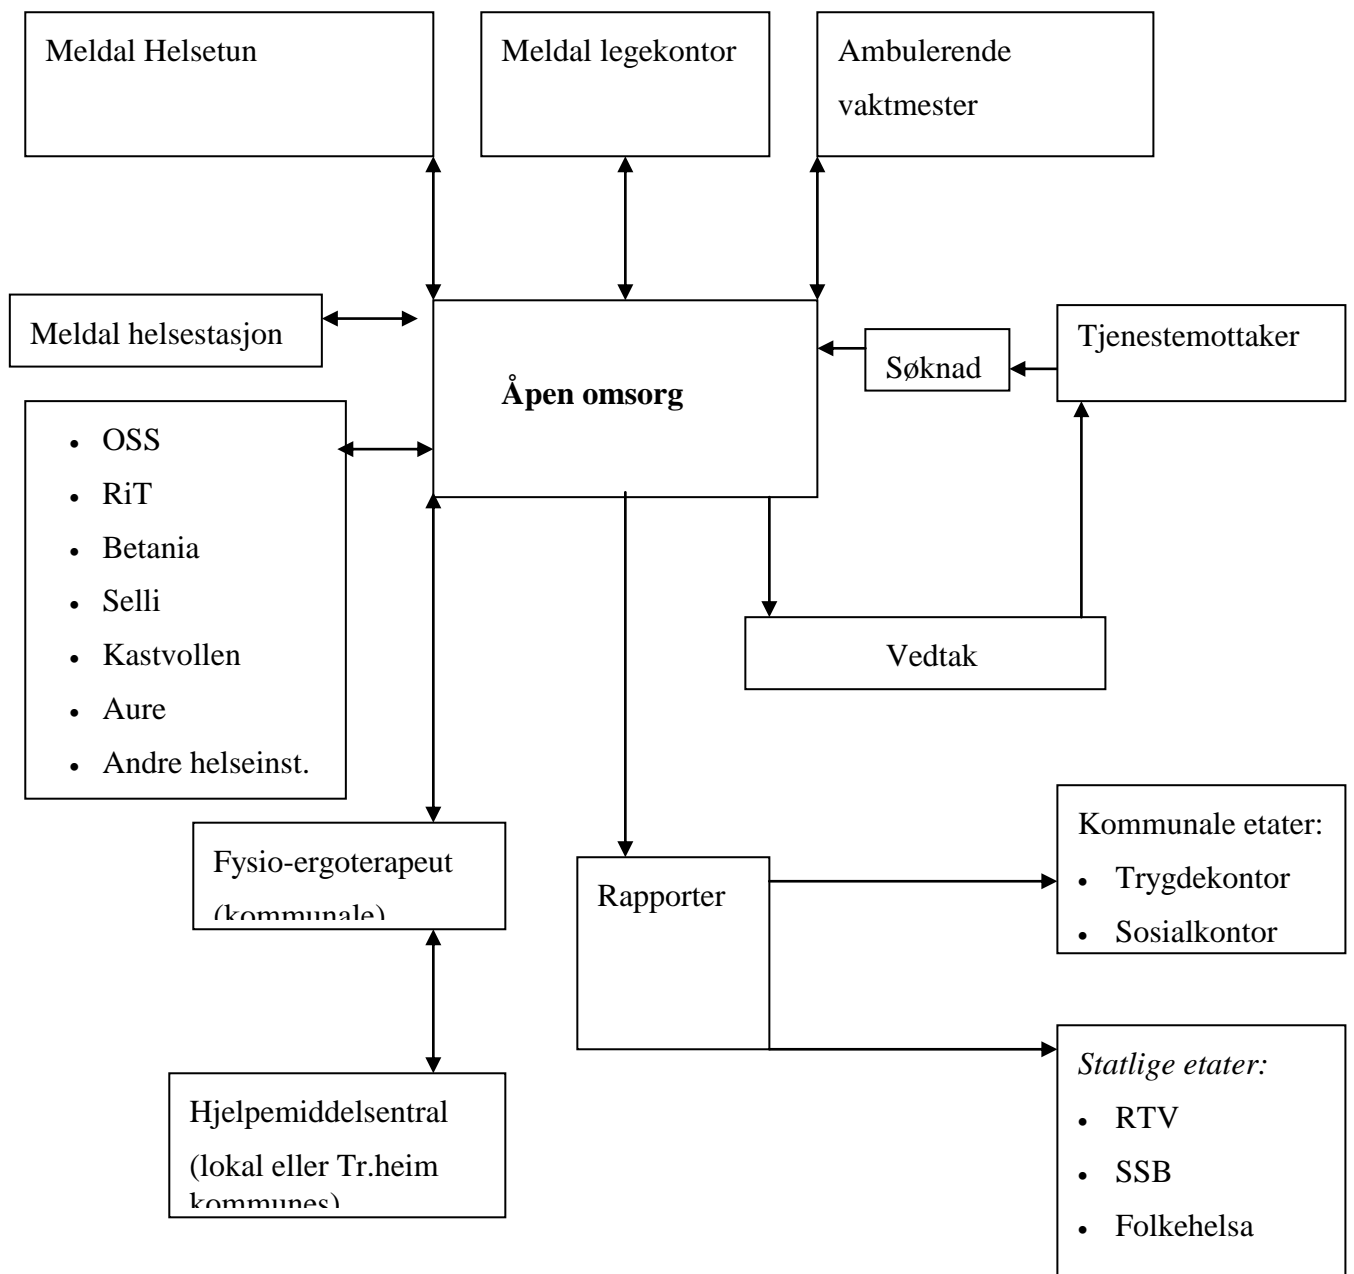 Meldal Helsetun
Meldal legekontor
Ambulerende
vaktmester
Meldal helsestasjon
Åpen omsorg
Søknad
Tjenestemottaker
• OSS
• RiT
• Betania
• Selli
• Kastvollen
• Aure
• Andre helseinst.
Vedtak
Fysio-ergoterapeut
(kommunale)
Rapporter
Kommunale etater:
• Trygdekontor
• Sosialkontor
Hjelpemiddelsentral
(lokal eller Tr.heim
kommunes)
Statlige etater:
• RTV
• SSB
• Folkehelsa